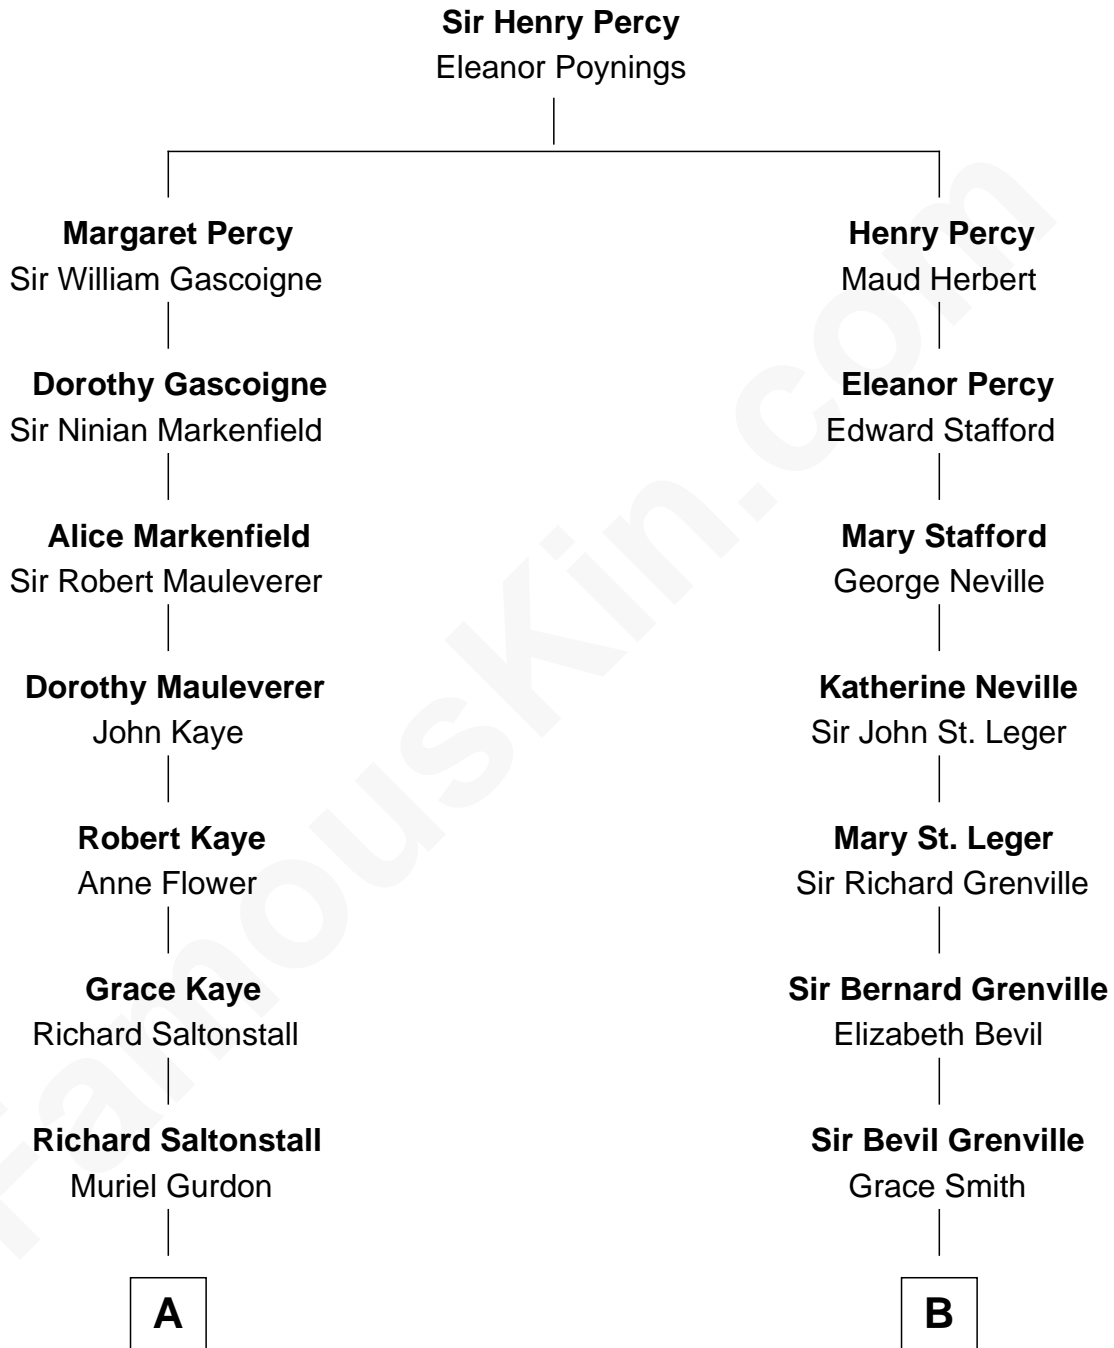 Sir Henry Percy
Eleanor Poynings
Margaret Percy
Sir William Gascoigne
Henry Percy
Maud Herbert
Dorothy Gascoigne
Sir Ninian Markenfield
Eleanor Percy
Edward Stafford
Alice Markenfield
Sir Robert Mauleverer
Mary Stafford
George Neville
Dorothy Mauleverer
John Kaye
Katherine Neville
Sir John St. Leger
Robert Kaye
Anne Flower
Mary St. Leger
Sir Richard Grenville
Grace Kaye
Richard Saltonstall
Sir Bernard Grenville
Elizabeth Bevil
Richard Saltonstall
Muriel Gurdon
Sir Bevil Grenville
Grace Smith
A
B
FamousKin.com